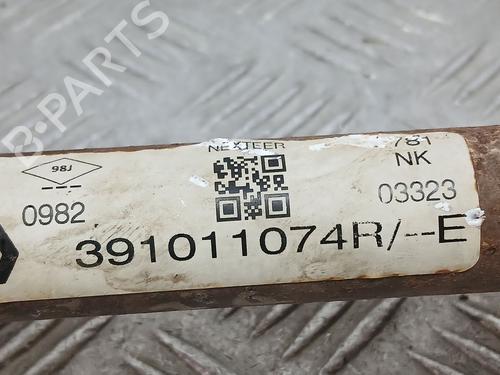 B-PARTS
NEXTEER
98J
781
NK
0982
03323
391011074R/--E